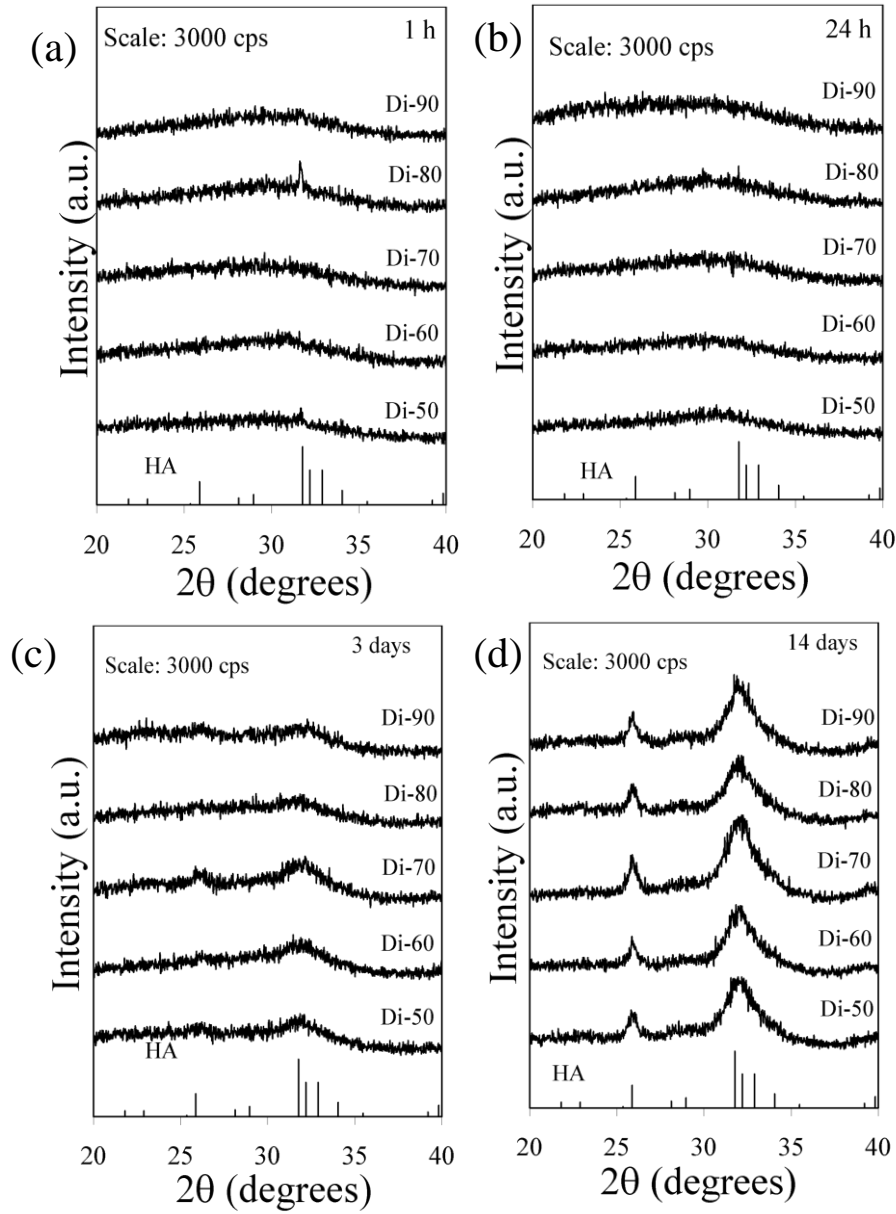 (a)
Scale: 3000 cps
1 h
Di-90
Di-80
Di-70
Di-60
Di-50
HA
Intensity (a.u.)
20 25 30 35 40
2θ (degrees)
(b)
Scale: 3000 cps
24 h
Di-90
Di-80
Di-70
Di-60
Di-50
HA
Intensity (a.u.)
20 25 30 35 40
2θ (degrees)
(c)
Scale: 3000 cps
3 days
Di-90
Di-80
Di-70
Di-60
Di-50
HA
Intensity (a.u.)
20 25 30 35 40
2θ (degrees)
(d)
Scale: 3000 cps
14 days
Di-90
Di-80
Di-70
Di-60
Di-50
HA
Intensity (a.u.)
20 25 30 35 40
2θ (degrees)